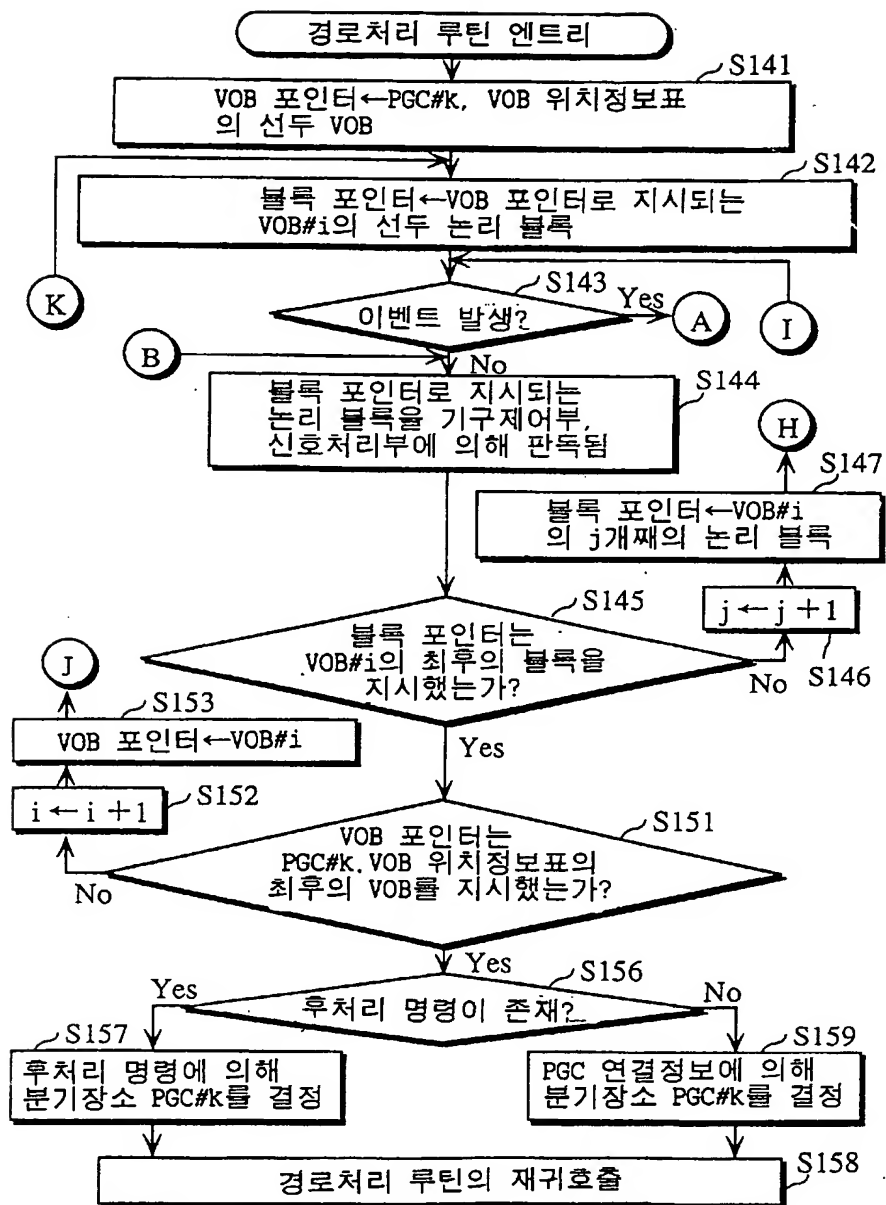 경로처리 루틴 엔트리
S141
VOB 포인터←PGC#k, VOB 위치정보표
의 선두 VOB
S142
블록 포인터←VOB 포인터로 지시되는
VOB#i의 선두 논리 블록
K
S143
이벤트 발생?
Yes
A
I
B
No
S144
블록 포인터로 지시되는
논리 블록을 기구제어부,
신호처리부에 의해 판독됨
H
S147
블록 포인터←VOB#i
의 j개째의 논리 블록
j←j+1
S146
S145
블록 포인터는
VOB#i의 최후의 블록을
지시했는가?
No
Yes
J
S153
VOB 포인터←VOB#i
i←i+1
S152
S151
VOB 포인터는
PGC#k.VOB 위치정보표의
최후의 VOB를 지시했는가?
No
Yes
S156
후처리 명령이 존재?
Yes
No
S157
후처리 명령에 의해
분기장소 PGC#k를 결정
S159
PGC 연결정보에 의해
분기장소 PGC#k를 결정
S158
경로처리 루틴의 재귀호출